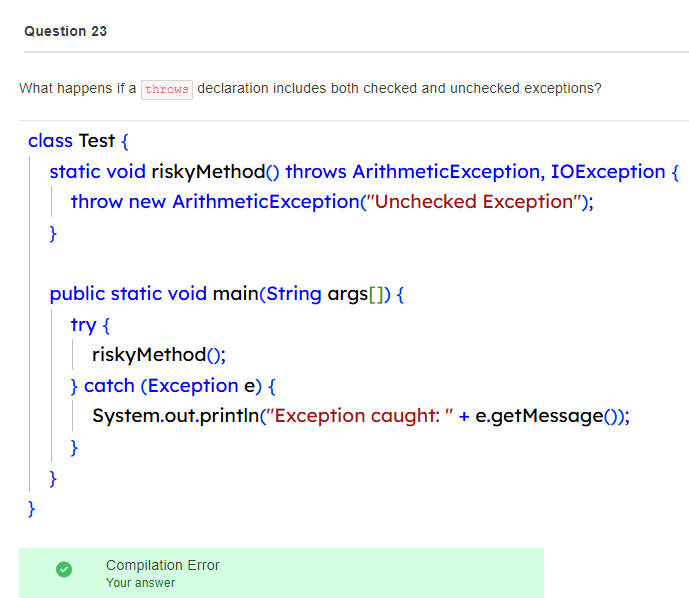 Question 23
What happens if a throws declaration includes both checked and unchecked exceptions?
class Test {
static void riskyMethod() throws ArithmeticException, IOException {
throw new ArithmeticException("Unchecked Exception");
}
public static void main(String args[]) {
try {
riskyMethod();
} catch (Exception e) {
System.out.println("Exception caught: " + e.getMessage());
}
}
}
Compilation Error
Your answer